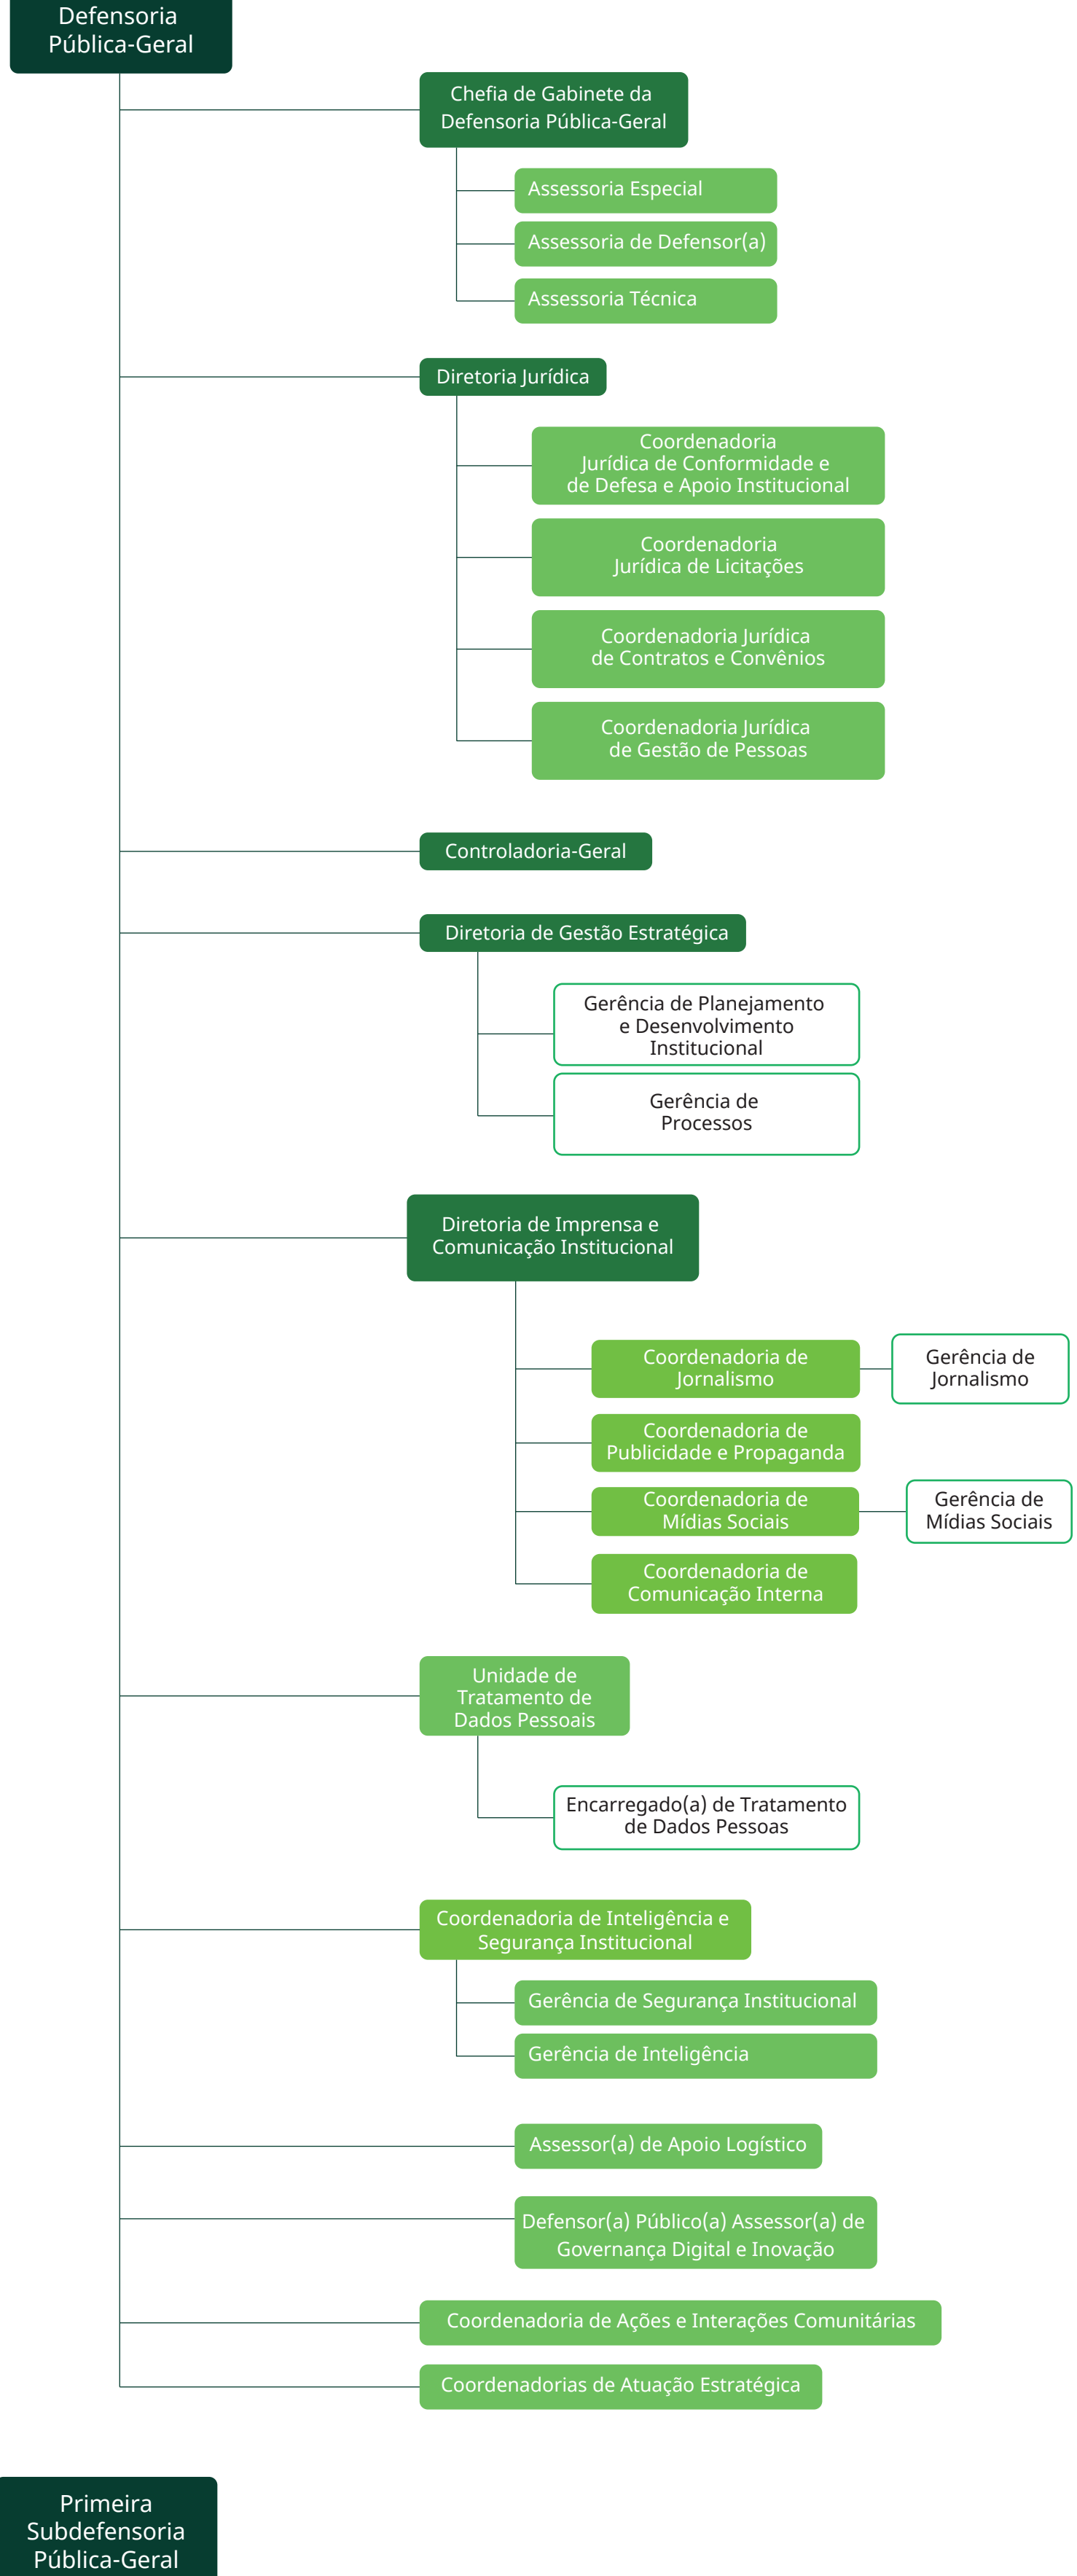 Defensoria
Pública-Geral
Chefia de Gabinete da
Defensoria Pública-Geral
Assessoria Especial
Assessoria de Defensor(a)
Assessoria Técnica
Diretoria Jurídica
Coordenadoria
Jurídica de Conformidade e
de Defesa e Apoio Institucional
Coordenadoria
Jurídica de Licitações
Coordenadoria Jurídica
de Contratos e Convênios
Coordenadoria Jurídica
de Gestão de Pessoas
Controladoria-Geral
Diretoria de Gestão Estratégica
Gerência de Planejamento
e Desenvolvimento
Institucional
Gerência de
Processos
Diretoria de Imprensa e
Comunicação Institucional
Coordenadoria de
Jornalismo
Gerência de
Jornalismo
Coordenadoria de
Publicidade e Propaganda
Coordenadoria de
Mídias Sociais
Gerência de
Mídias Sociais
Coordenadoria de
Comunicação Interna
Unidade de
Tratamento de
Dados Pessoais
Encarregado(a) de Tratamento
de Dados Pessoas
Coordenadoria de Inteligência e
Segurança Institucional
Gerência de Segurança Institucional
Gerência de Inteligência
Assessor(a) de Apoio Logístico
Defensor(a) Público(a) Assessor(a) de
Governança Digital e Inovação
Coordenadoria de Ações e Interações Comunitárias
Coordenadorias de Atuação Estratégica
Primeira
Subdefensoria
Pública-Geral